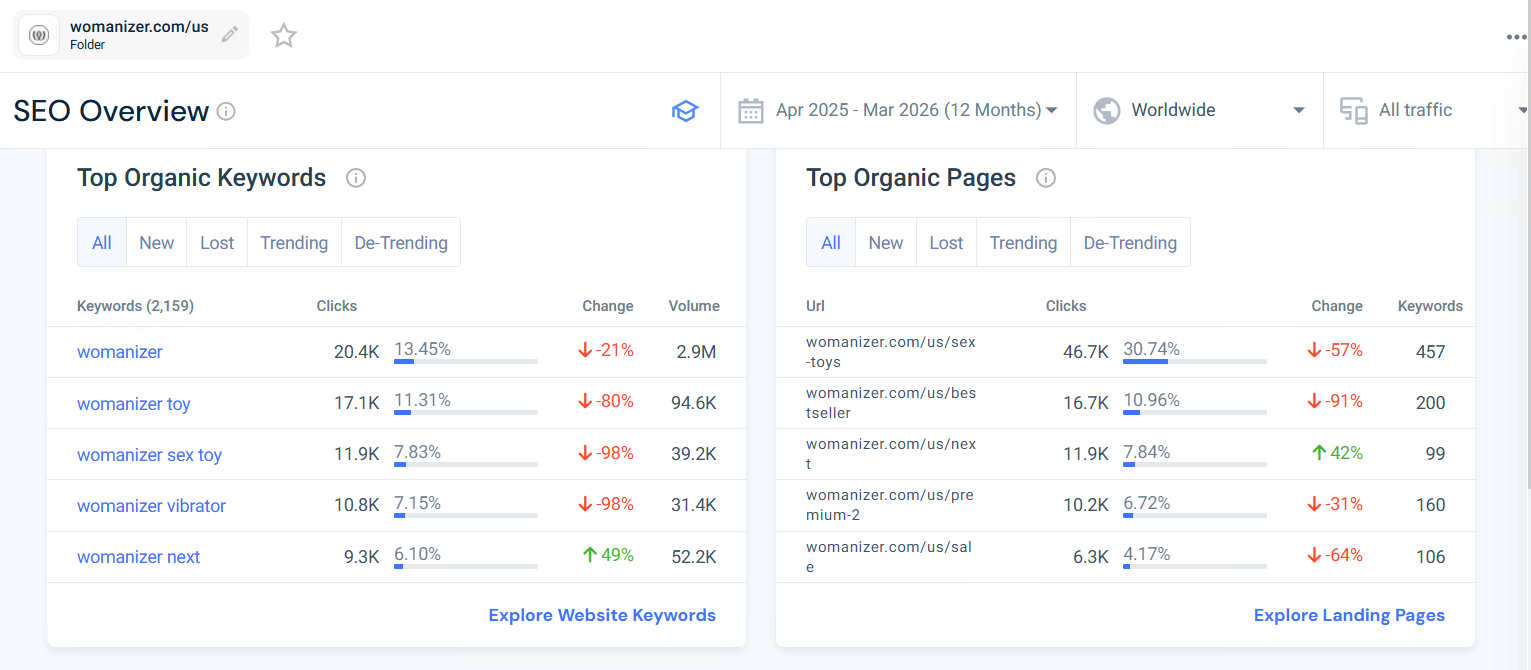 womanizer.com/us
Folder
SEO Overview
Apr 2025 - Mar 2026 (12 Months)
Worldwide
All traffic
Top Organic Keywords
All New Lost Trending De-Trending
Keywords (2,159) Clicks Change Volume
womanizer 20.4K 13.45% -21% 2.9M
womanizer toy 17.1K 11.31% -80% 94.6K
womanizer sex toy 11.9K 7.83% -98% 39.2K
womanizer vibrator 10.8K 7.15% -98% 31.4K
womanizer next 9.3K 6.10% 49% 52.2K
Explore Website Keywords
Top Organic Pages
All New Lost Trending De-Trending
Url Clicks Change Keywords
womanizer.com/us/sex
-toys 46.7K 30.74% -57% 457
womanizer.com/us/bes
tseller 16.7K 10.96% -91% 200
womanizer.com/us/nex
t 11.9K 7.84% 42% 99
womanizer.com/us/pre
mium-2 10.2K 6.72% -31% 160
womanizer.com/us/sal
e 6.3K 4.17% -64% 106
Explore Landing Pages